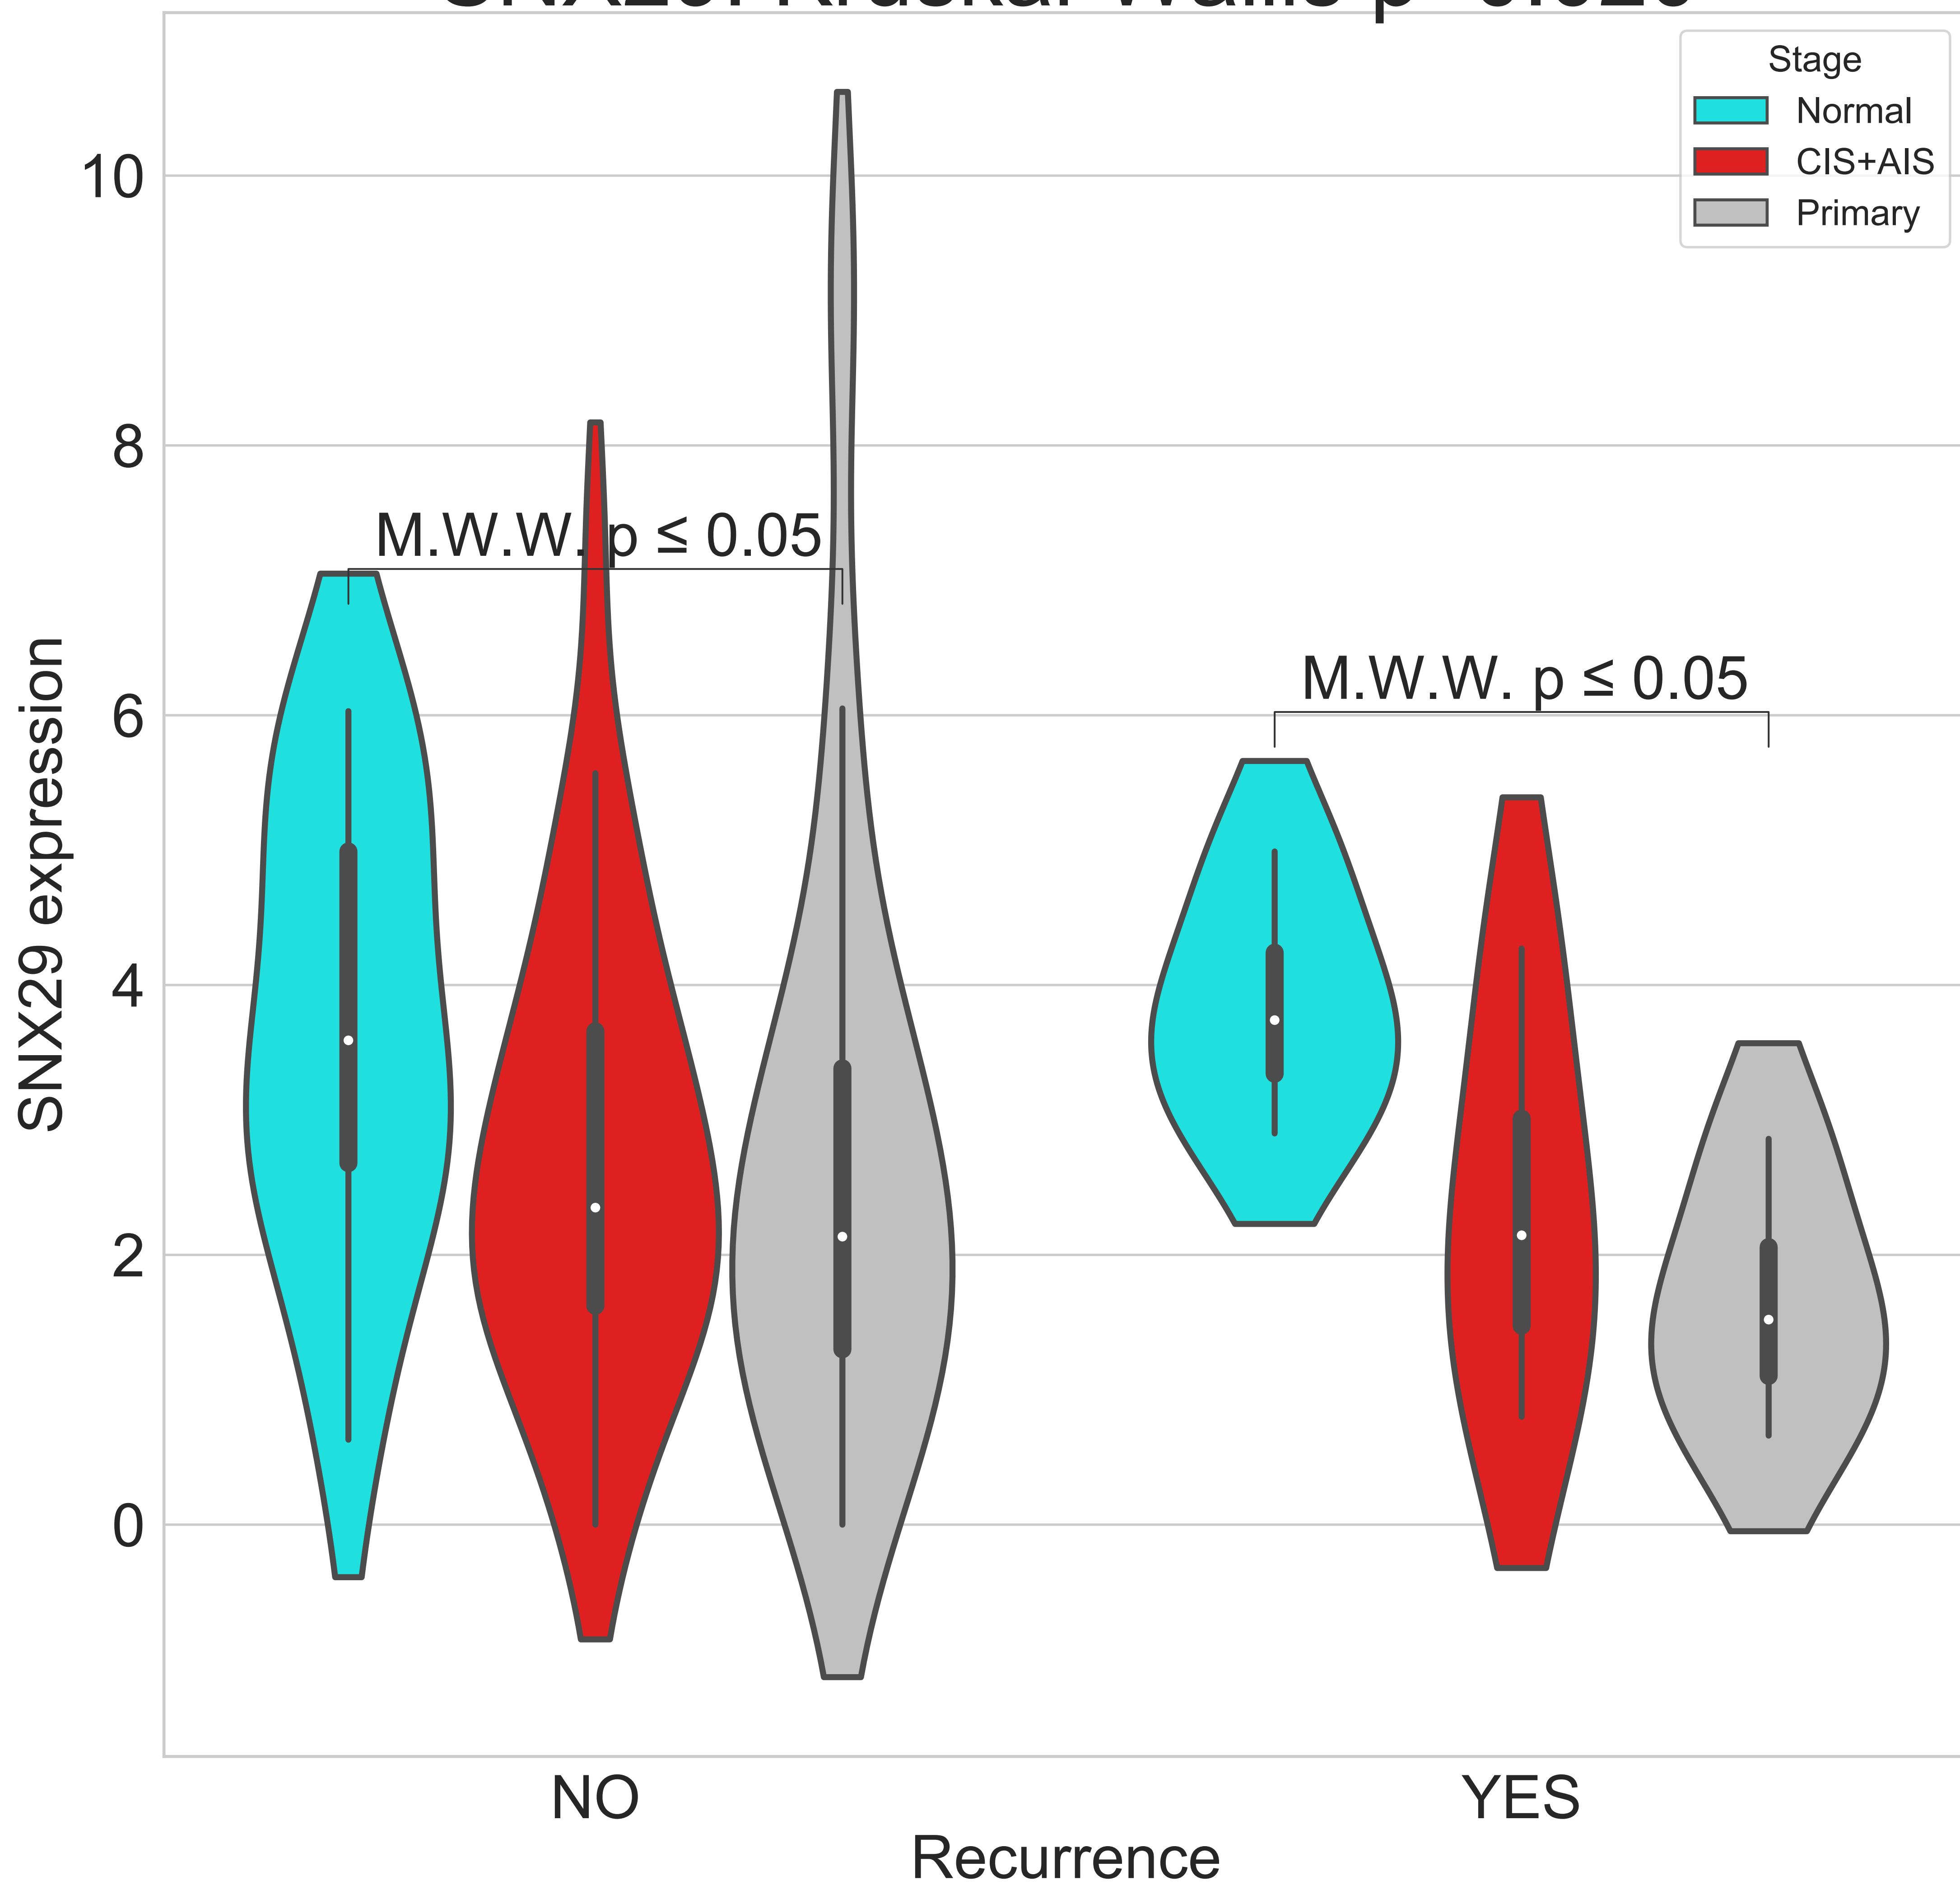 Stage
Normal
CIS+AIS
Primary
10
8
6
4
2
0
SNX29 expression
M.W.W. p ≤ 0.05
M.W.W. p ≤ 0.05
NO
YES
Recurrence